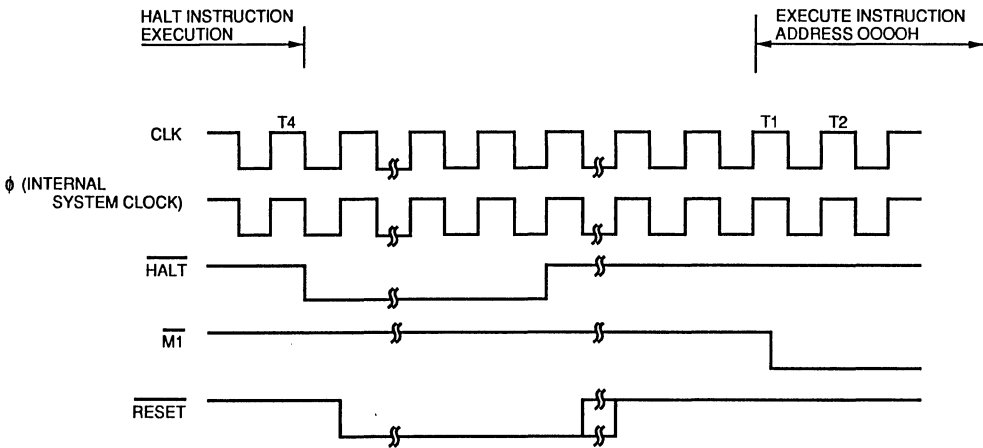 HALT INSTRUCTION
EXECUTION
EXECUTE INSTRUCTION
ADDRESS OOOOH
T4
T1
T2
CLK
ϕ (INTERNAL
SYSTEM CLOCK)
HALT
M1
RESET